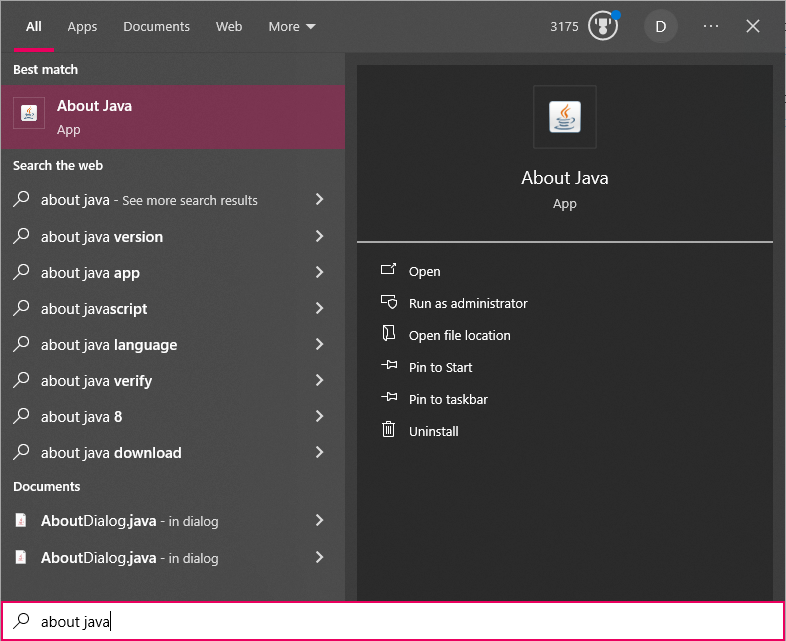 All Apps Documents Web More 3175 D
Best match
About Java
App
Search the web
about java - See more search results
about java version
about java app
about javascript
about java language
about java verify
about java 8
about java download
Documents
AboutDialog.java - in dialog
AboutDialog.java - in dialog
About Java
App
Open
Run as administrator
Open file location
Pin to Start
Pin to taskbar
Uninstall
about java